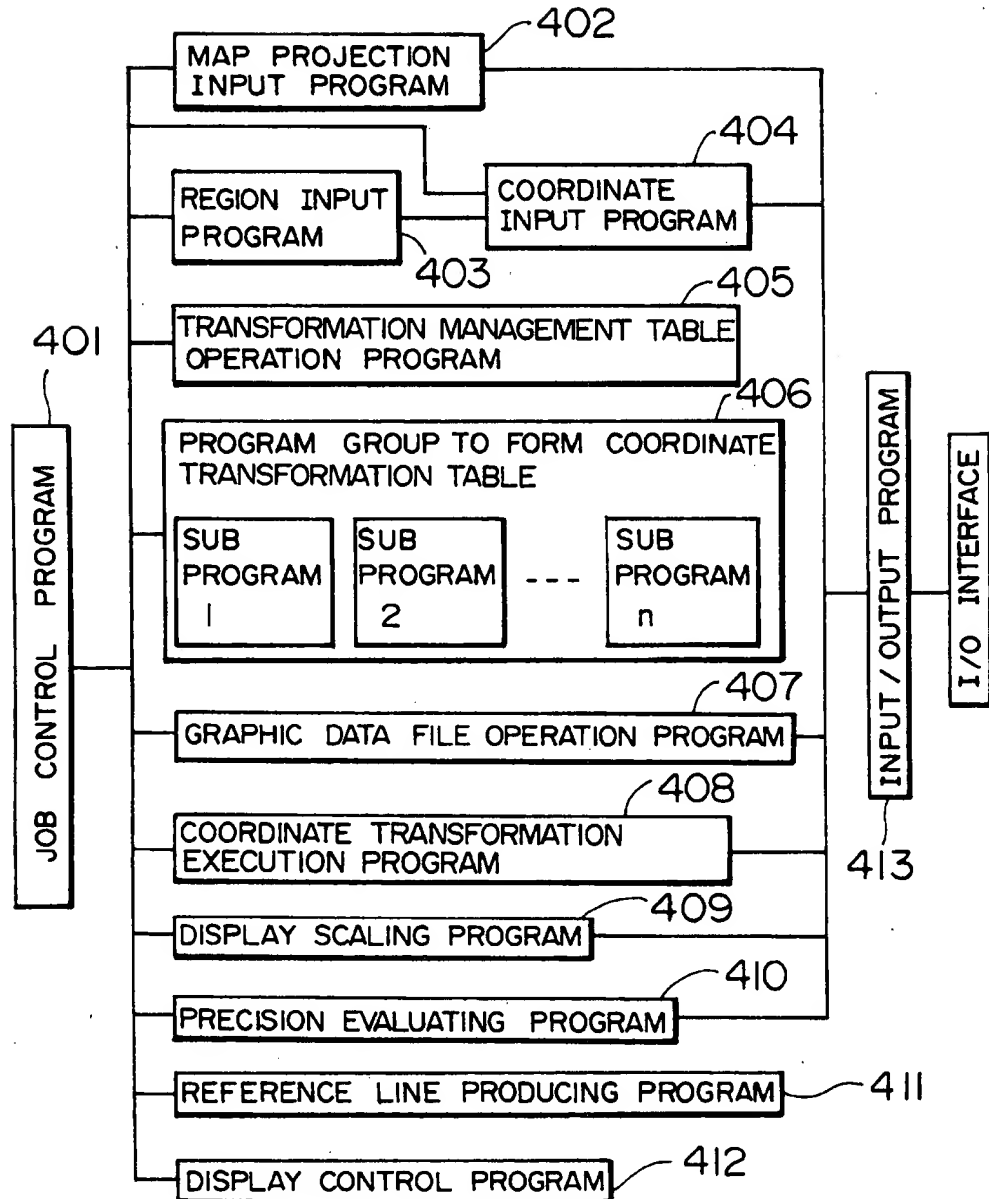 402
MAP PROJECTION
INPUT PROGRAM
404
REGION INPUT
PROGRAM
403
COORDINATE
INPUT PROGRAM
405
TRANSFORMATION MANAGEMENT TABLE
OPERATION PROGRAM
401
JOB CONTROL PROGRAM
406
PROGRAM GROUP TO FORM COORDINATE
TRANSFORMATION TABLE
SUB
PROGRAM
1
SUB
PROGRAM
2
---
SUB
PROGRAM
n
INPUT/OUTPUT PROGRAM
413
I/O INTERFACE
407
GRAPHIC DATA FILE OPERATION PROGRAM
408
COORDINATE TRANSFORMATION
EXECUTION PROGRAM
409
DISPLAY SCALING PROGRAM
410
PRECISION EVALUATING PROGRAM
REFERENCE LINE PRODUCING PROGRAM
411
DISPLAY CONTROL PROGRAM
412